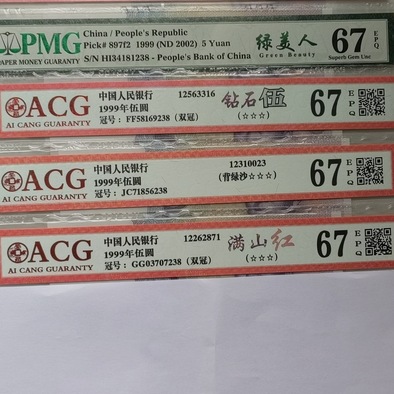 PMG
PAPER MONEY GUARANTY
China / People's Republic
Pick# 897f2 1999 (ND 2002) 5 Yuan
S/N HI34181238 - People's Bank of China
绿美人
Green Beauty
67 EPQ
Superb Gem Unc
ACG
AI CANG GUARANTY
中国人民银行 12563316
1999年伍圆
冠号：FF58169238（双冠）
钻石伍
（☆☆☆）
67 EPQ
ACG
AI CANG GUARANTY
中国人民银行 12310023
1999年伍圆 （背绿沙☆☆☆）
冠号：JC71856238
67 EPQ
ACG
AI CANG GUARANTY
中国人民银行 12262871
1999年伍圆
冠号：GG03707238（双冠）
满山红
（☆☆☆）
67 EPQ